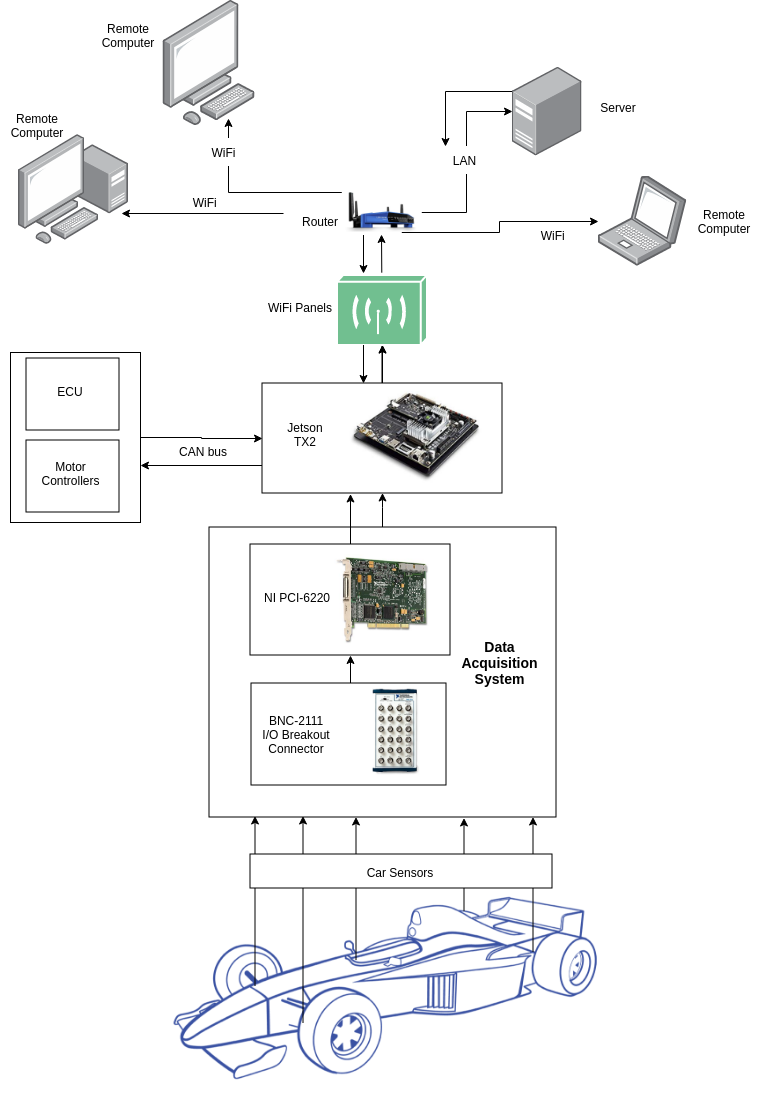 Remote
Computer
Remote
Computer
Server
WiFi
LAN
WiFi
Router
Remote
Computer
WiFi
WiFi Panels
ECU
Jetson
TX2
CAN bus
Motor
Controllers
NI PCI-6220
Data
Acquisition
System
BNC-2111
I/O Breakout
Connector
Car Sensors